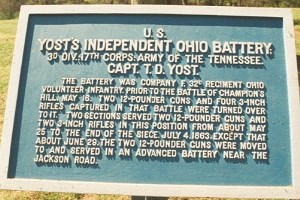 U.S.
YOST'S INDEPENDENT OHIO BATTERY;
3D DIV.: 17TH CORPS: ARMY OF THE TENNESSEE.
CAPT. T.D. YOST.
THE BATTERY WAS COMPANY F, 32D REGIMENT OHIO
VOLUNTEER INFANTRY, PRIOR TO THE BATTLE OF CHAMPION'S
HILL, MAY 16. TWO 12-POUNDER GUNS AND FOUR 3-INCH
RIFLES CAPTURED IN THAT BATTLE WERE TURNED OVER
TO IT. TWO SECTIONS SERVED TWO 12-POUNDER GUNS AND
TWO 3-INCH RIFLES IN THIS POSITION FROM ABOUT MAY
25 TO THE END OF THE SIEGE, JULY 4, 1863, EXCEPT THAT
ABOUT JUNE 29, THE TWO 12-POUNDER GUNS WERE MOVED
TO AND SERVED IN AN ADVANCED BATTERY NEAR THE
JACKSON ROAD.